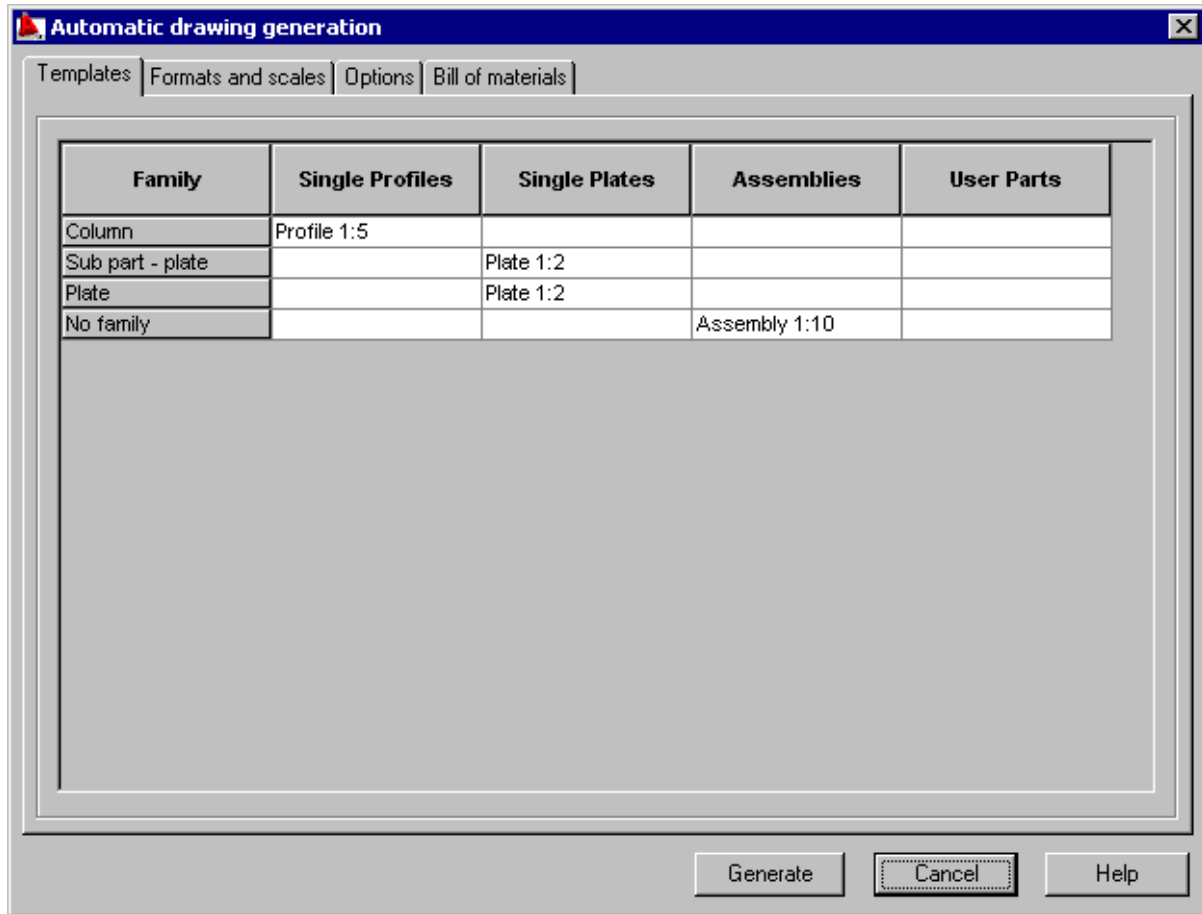 Automatic drawing generation
Templates Formats and scales Options Bill of materials
Family Single Profiles Single Plates Assemblies User Parts
Column Profile 1:5
Sub part - plate Plate 1:2
Plate Plate 1:2
No family Assembly 1:10
Generate Cancel Help